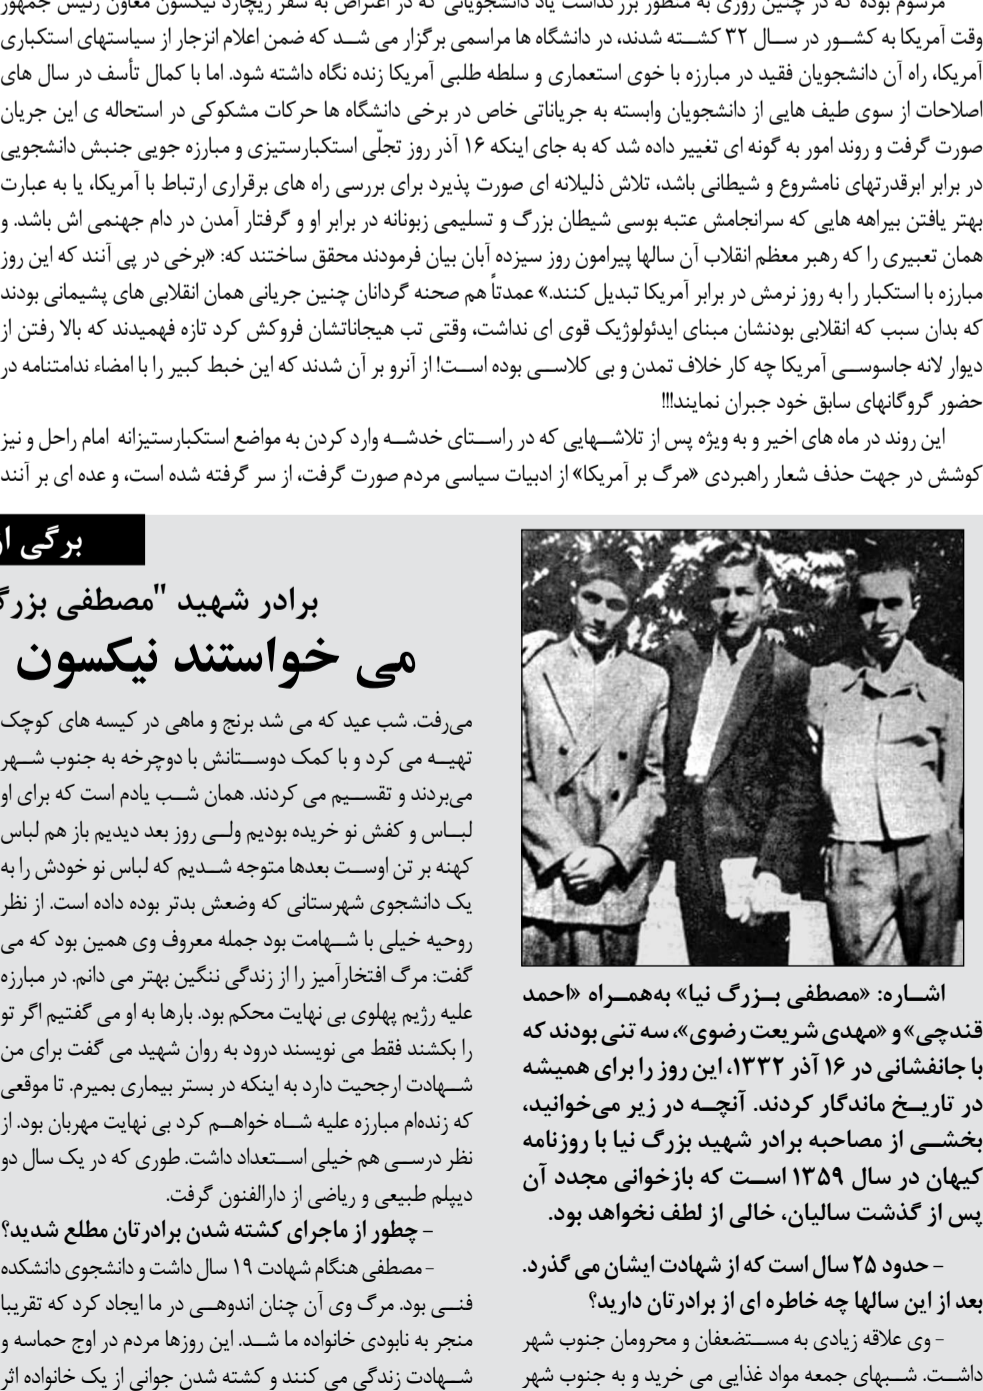 مرسوم بوده که در چنین روزی به منظور بزرگداشت یاد دانشجویانی که در اعتراض به سفر ریچارد نیکسون معاون رئیس جمهور
وقت آمریکا به کشور در سال ۳۲ کشته شدند، در دانشگاه ها مراسمی برگزار می شد که ضمن اعلام انزجار از سیاستهای استکباری
آمریکا، راه آن دانشجویان فقید در مبارزه با خوی استعماری و سلطه طلبی آمریکا زنده نگاه داشته شود. اما با کمال تأسف در سال های
اصلاحات از سوی طیف هایی از دانشجویان وابسته به جریاناتی خاص در برخی دانشگاه ها حرکات مشکوکی در استحاله ی این جریان
صورت گرفت و روند امور به گونه ای تغییر داده شد که به جای اینکه ۱۶ آذر روز تجلّی استکبارستیزی و مبارزه جویی جنبش دانشجویی
در برابر ابرقدرتهای نامشروع و شیطانی باشد، تلاش ذلیلانه ای صورت پذیرد برای بررسی راه های برقراری ارتباط با آمریکا، یا به عبارت
بهتر یافتن بیراهه هایی که سرانجامش عتبه بوسی شیطان بزرگ و تسلیمی زبونانه در برابر او و گرفتار آمدن در دام جهنمی اش باشد. و
همان تعبیری را که رهبر معظم انقلاب آن سالها پیرامون روز سیزده آبان بیان فرمودند محقق ساختند که: «برخی در پی آنند که این روز
مبارزه با استکبار را به روز نرمش در برابر آمریکا تبدیل کنند.» عمدتاً هم صحنه گردانان چنین جریانی همان انقلابی های پشیمانی بودند
که بدان سبب که انقلابی بودنشان مبنای ایدئولوژیک قوی ای نداشت، وقتی تب هیجاناتشان فروکش کرد تازه فهمیدند که بالا رفتن از
دیوار لانه جاسوسی آمریکا چه کار خلاف تمدن و بی کلاسی بوده است! از آنرو بر آن شدند که این خبط کبیر را با امضاء ندامتنامه در
حضور گروگانهای سابق خود جبران نمایند!!!
این روند در ماه های اخیر و به ویژه پس از تلاشهایی که در راستای خدشه وارد کردن به مواضع استکبارستیزانه امام راحل و نیز
کوشش در جهت حذف شعار راهبردی «مرگ بر آمریکا» از ادبیات سیاسی مردم صورت گرفت، از سر گرفته شده است، و عده ای بر آنند
برگی از
برادر شهید "مصطفی بزرگ
می خواستند نیکسون
اشاره: «مصطفی بزرگ نیا» به‌همراه «احمد
قندچی» و «مهدی شریعت رضوی»، سه تنی بودند که
با جانفشانی در ۱۶ آذر ۱۳۳۲، این روز را برای همیشه
در تاریخ ماندگار کردند. آنچه در زیر می‌خوانید،
بخشی از مصاحبه برادر شهید بزرگ نیا با روزنامه
کیهان در سال ۱۳۵۹ است که بازخوانی مجدد آن
پس از گذشت سالیان، خالی از لطف نخواهد بود.
- حدود ۲۵ سال است که از شهادت ایشان می گذرد.
بعد از این سالها چه خاطره ای از برادرتان دارید؟
- وی علاقه زیادی به مستضعفان و محرومان جنوب شهر
داشت. شبهای جمعه مواد غذایی می خرید و به جنوب شهر
می‌رفت. شب عید که می شد برنج و ماهی در کیسه های کوچک
تهیه می کرد و با کمک دوستانش با دوچرخه به جنوب شهر
می‌بردند و تقسیم می کردند. همان شب یادم است که برای او
لباس و کفش نو خریده بودیم ولی روز بعد دیدیم باز هم لباس
کهنه بر تن اوست بعدها متوجه شدیم که لباس نو خودش را به
یک دانشجوی شهرستانی که وضعش بدتر بوده داده است. از نظر
روحیه خیلی با شهامت بود جمله معروف وی همین بود که می
گفت: مرگ افتخارآمیز را از زندگی ننگین بهتر می دانم. در مبارزه
علیه رژیم پهلوی بی نهایت محکم بود. بارها به او می گفتیم اگر تو
را بکشند فقط می نویسند درود به روان شهید می گفت برای من
شهادت ارجحیت دارد به اینکه در بستر بیماری بمیرم. تا موقعی
که زنده‌ام مبارزه علیه شاه خواهم کرد بی نهایت مهربان بود. از
نظر درسی هم خیلی استعداد داشت. طوری که در یک سال دو
دیپلم طبیعی و ریاضی از دارالفنون گرفت.
- چطور از ماجرای کشته شدن برادرتان مطلع شدید؟
- مصطفی هنگام شهادت ۱۹ سال داشت و دانشجوی دانشکده
فنی بود. مرگ وی آن چنان اندوهی در ما ایجاد کرد که تقریبا
منجر به نابودی خانواده ما شد. این روزها مردم در اوج حماسه و
شهادت زندگی می کنند و کشته شدن جوانی از یک خانواده اثر